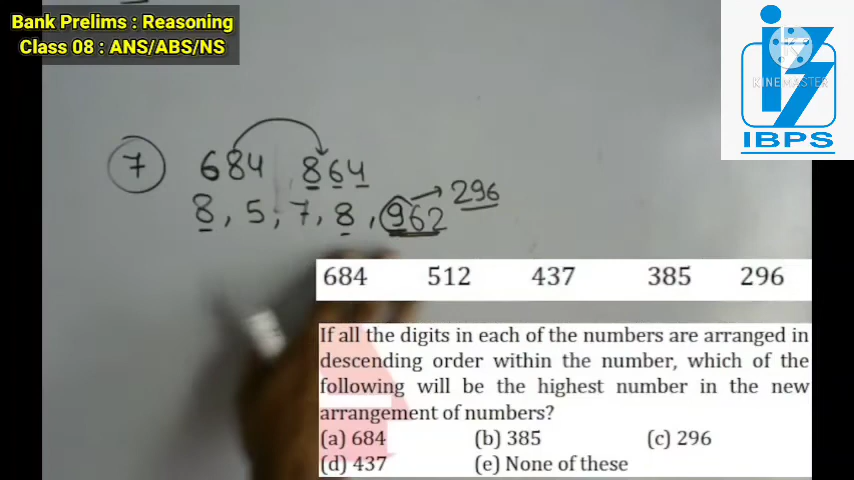 Bank Prelims : Reasoning
Class 08 : ANS/ABS/NS
KINEMASTER
IBPS
7 684 864
8, 5, 7, 8, 962 → 296
684 512 437 385 296
If all the digits in each of the numbers are arranged in
descending order within the number, which of the
following will be the highest number in the new
arrangement of numbers?
(a) 684 (b) 385 (c) 296
(d) 437 (e) None of these